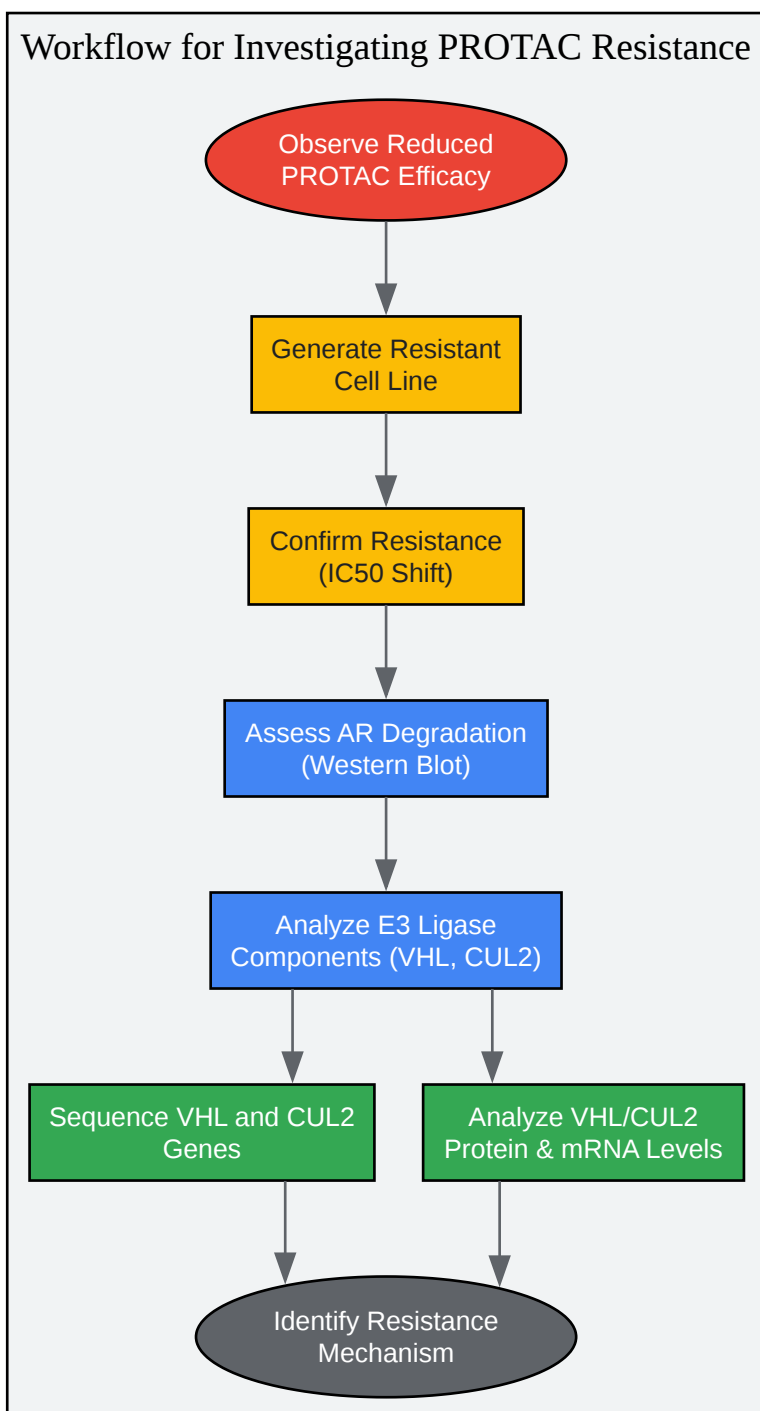 Workflow for Investigating PROTAC Resistance
Observe Reduced
PROTAC Efficacy
Generate Resistant
Cell Line
Confirm Resistance
(IC50 Shift)
Assess AR Degradation
(Western Blot)
Analyze E3 Ligase
Components (VHL, CUL2)
Sequence VHL and CUL2
Genes
Analyze VHL/CUL2
Protein & mRNA Levels
Identify Resistance
Mechanism